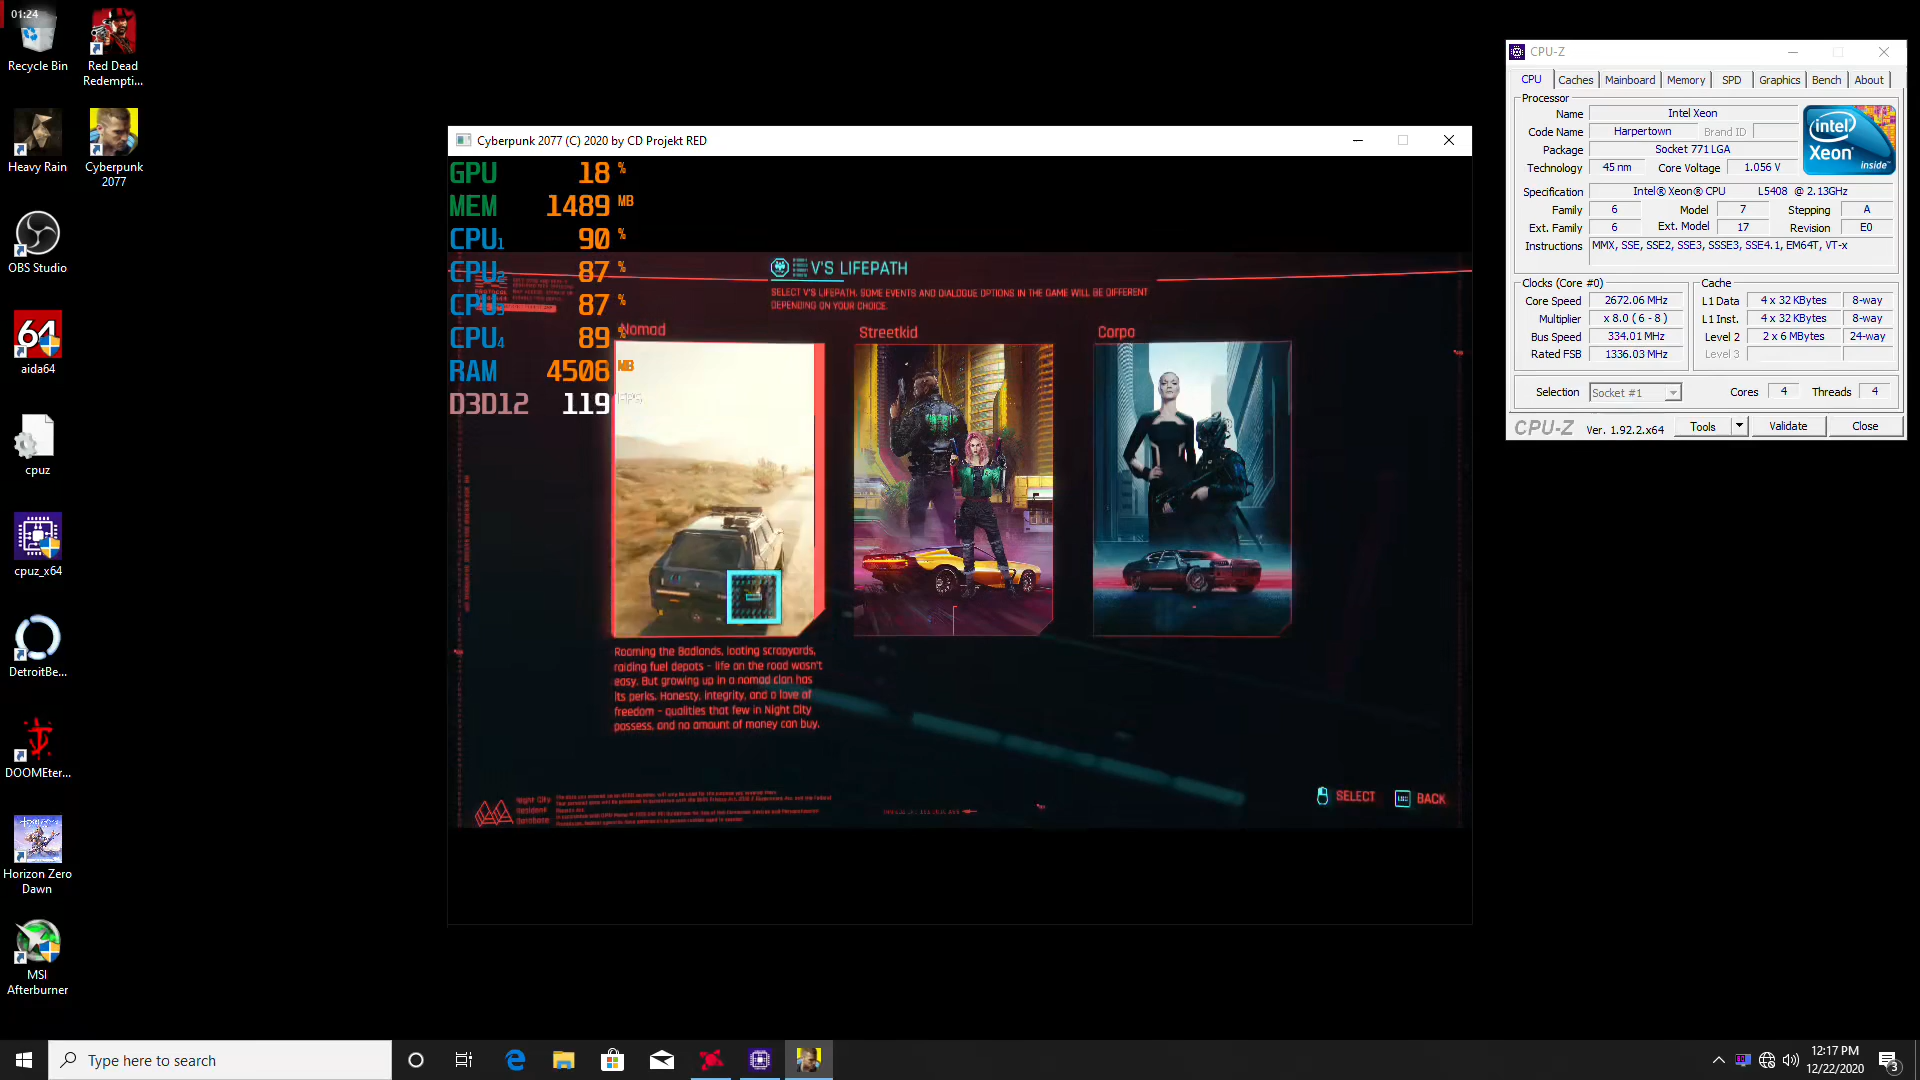 01:24
Recycle Bin
Red Dead
Redempti...
Heavy Rain
Cyberpunk
2077
OBS Studio
64
aida64
cpuz
cpuz_x64
DetroitBe...
DOOMEter...
Horizon Zero
Dawn
MSI
Afterburner
Cyberpunk 2077 (C) 2020 by CD Projekt RED
GPU 18 %
MEM 1489 MB
CPU1 90 %
CPU2 87 %
CPU3 87 %
CPU4 89 %
RAM 4508 MB
D3D12 119 FPS
V'S LIFEPATH
SELECT V'S LIFEPATH. SOME EVENTS AND DIALOGUE OPTIONS IN THE GAME WILL BE DIFFERENT
DEPENDING ON YOUR CHOICE.
Nomad
Streetkid
Corpo
Roaming the Badlands, looting scrapyards,
raiding fuel depots - life on the road wasn't
easy. But growing up in a nomad clan has
its perks. Honesty, integrity, and a love of
freedom - qualities that few in Night City
possess, and no amount of money can buy.
Night City
Resident
Database
SELECT
BACK
CPU-Z
CPU Caches Mainboard Memory SPD Graphics Bench About
Processor
Name Intel Xeon
Code Name Harpertown Brand ID
Package Socket 771 LGA
Technology 45 nm Core Voltage 1.056 V
intel
Xeon
inside
Specification Intel® Xeon® CPU L5408 @ 2.13GHz
Family 6 Model 7 Stepping A
Ext. Family 6 Ext. Model 17 Revision E0
Instructions MMX, SSE, SSE2, SSE3, SSSE3, SSE4.1, EM64T, VT-x
Clocks (Core #0)
Core Speed 2672.06 MHz
Multiplier x 8.0 ( 6 - 8 )
Bus Speed 334.01 MHz
Rated FSB 1336.03 MHz
Cache
L1 Data 4 x 32 KBytes 8-way
L1 Inst. 4 x 32 KBytes 8-way
Level 2 2 x 6 MBytes 24-way
Level 3
Selection Socket #1 Cores 4 Threads 4
CPU-Z Ver. 1.92.2.x64 Tools Validate Close
Type here to search
12:17 PM
12/22/2020
3